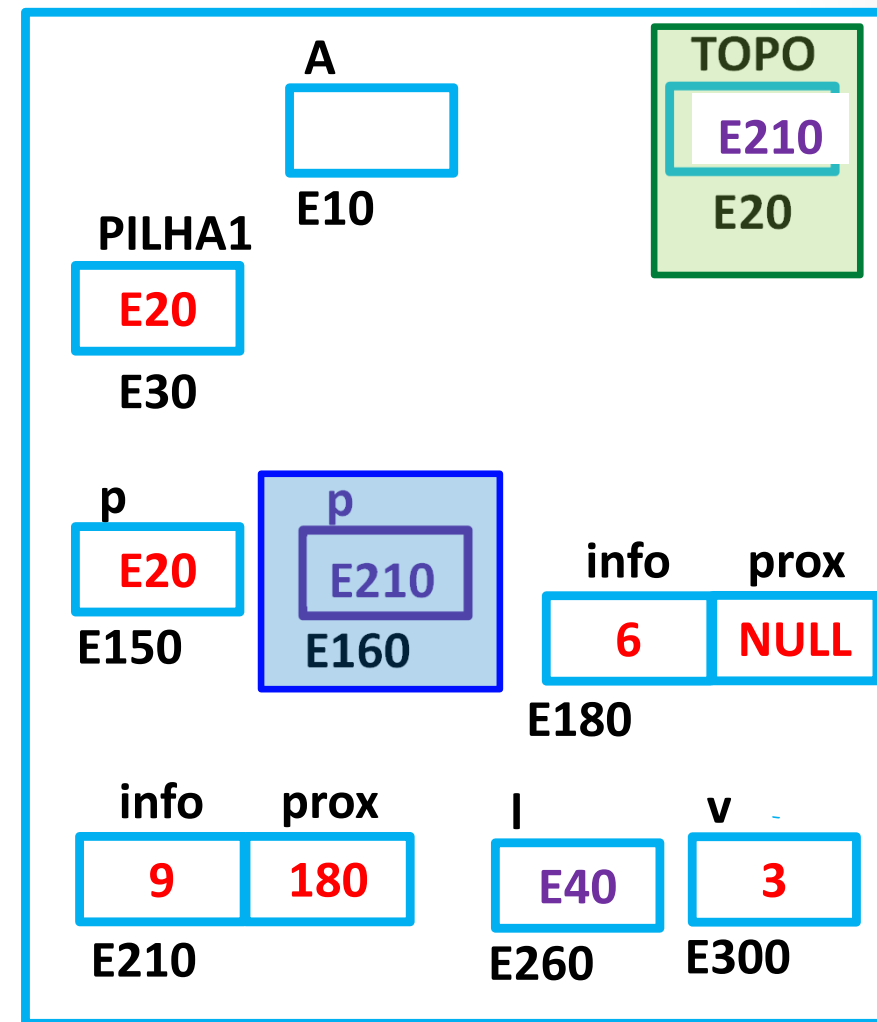 A
TOPO
E210
E10
E20
PILHA1
E20
E30
p
E20
E150
p
E210
E160
info prox
6 NULL
E180
info prox
9 180
E210
l
E40
E260
v
3
E300